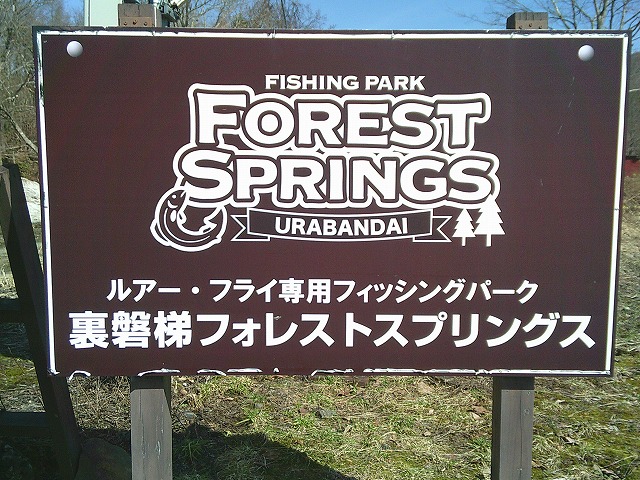 FISHING PARK
FOREST
SPRINGS
URABANDAI
ルアー・フライ専用フィッシングパーク
裏磐梯フォレストスプリングス